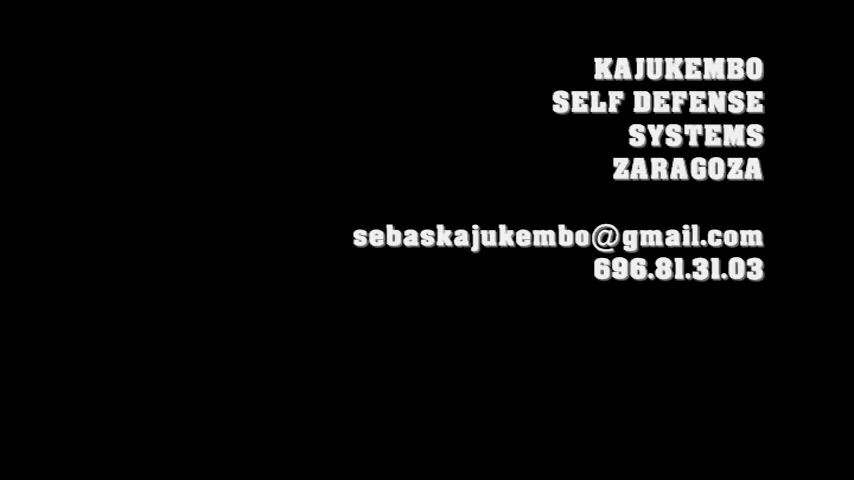 KAJUKEMBO
SELF DEFENSE
SYSTEMS
ZARAGOZA
sebaskajukembo@gmail.com
696.81.31.03